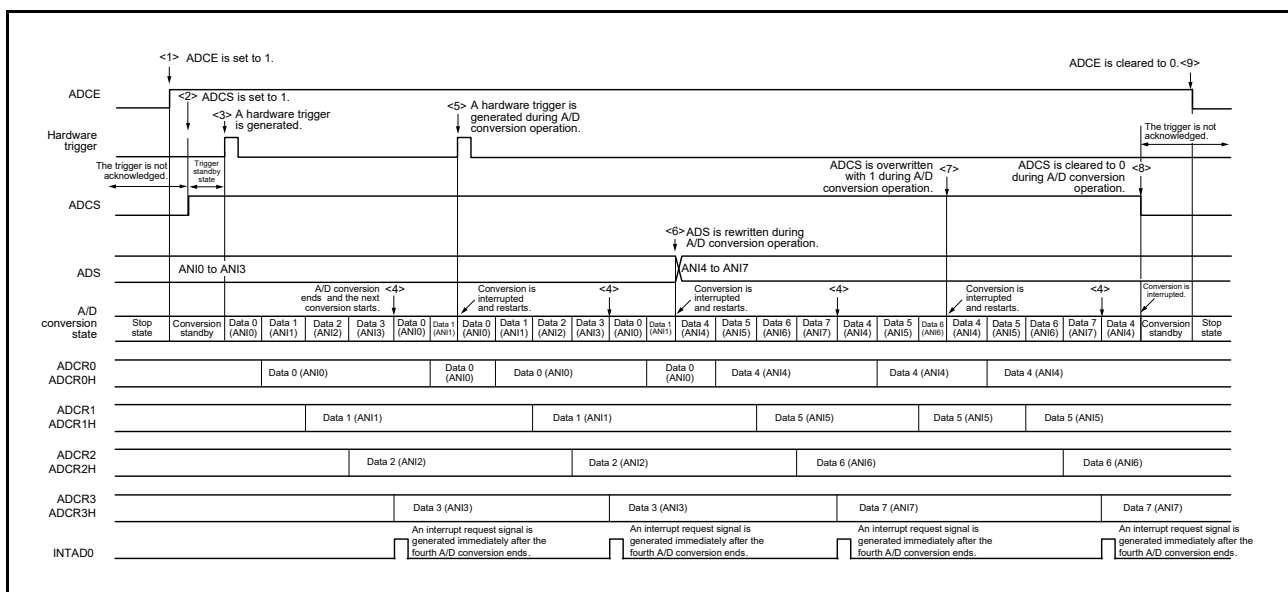 <1> ADCE is set to 1.
ADCE is cleared to 0.<9>
ADCE
<2> ADCS is set to 1.
<3> A hardware trigger
is generated.
<5> A hardware trigger is
generated during A/D
conversion operation.
Hardware
trigger
The trigger is not
acknowledged.
The trigger is not
acknowledged.
Trigger
standby
state
ADCS is overwritten
with 1 during A/D
conversion operation.
<7>
ADCS is cleared to 0
during A/D conversion
operation.
<8>
ADCS
<6> ADS is rewritten during
A/D conversion operation.
ADS
ANI0 to ANI3
ANI4 to ANI7
A/D conversion
ends and the next
conversion starts.
<4>
Conversion is
interrupted
and restarts.
<4>
Conversion is
interrupted
and restarts.
<4>
Conversion is
interrupted
and restarts.
<4>
Conversion is
interrupted.
A/D
conversion
state
Stop
state
Conversion
standby
Data 0
(ANI0)
Data 1
(ANI1)
Data 2
(ANI2)
Data 3
(ANI3)
Data 0
(ANI0)
Data 1
(ANI1)
Data 0
(ANI0)
Data 1
(ANI1)
Data 2
(ANI2)
Data 3
(ANI3)
Data 0
(ANI0)
Data 1
(ANI1)
Data 4
(ANI4)
Data 5
(ANI5)
Data 6
(ANI6)
Data 7
(ANI7)
Data 4
(ANI4)
Data 5
(ANI5)
Data 6
(ANI6)
Data 4
(ANI4)
Data 5
(ANI5)
Data 6
(ANI6)
Data 7
(ANI7)
Data 4
(ANI4)
Conversion
standby
Stop
state
ADCR0
ADCR0H
Data 0 (ANI0)
Data 0
(ANI0)
Data 0 (ANI0)
Data 0
(ANI0)
Data 4 (ANI4)
Data 4 (ANI4)
Data 4 (ANI4)
ADCR1
ADCR1H
Data 1 (ANI1)
Data 1 (ANI1)
Data 5 (ANI5)
Data 5 (ANI5)
Data 5 (ANI5)
ADCR2
ADCR2H
Data 2 (ANI2)
Data 2 (ANI2)
Data 6 (ANI6)
Data 6 (ANI6)
ADCR3
ADCR3H
Data 3 (ANI3)
Data 3 (ANI3)
Data 7 (ANI7)
Data 7 (ANI7)
INTAD0
An interrupt request signal is
generated immediately after the
fourth A/D conversion ends.
An interrupt request signal is
generated immediately after the
fourth A/D conversion ends.
An interrupt request signal is
generated immediately after the
fourth A/D conversion ends.
An interrupt request signal is
generated immediately after the
fourth A/D conversion ends.